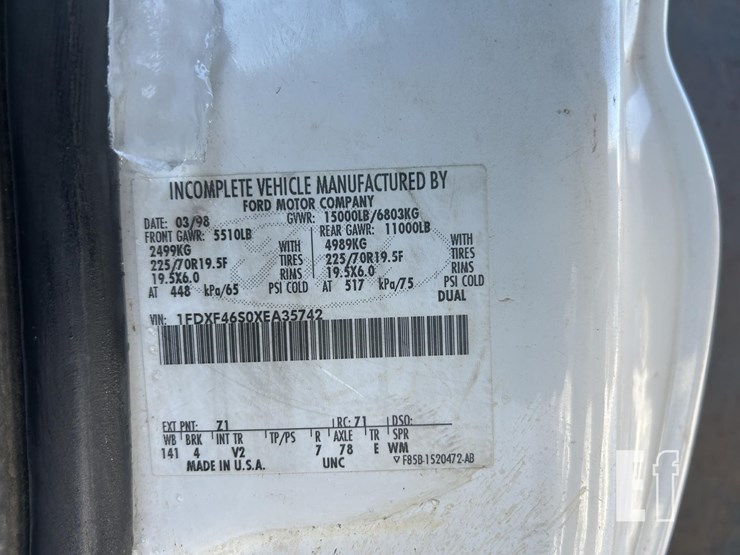 INCOMPLETE VEHICLE MANUFACTURED BY
FORD MOTOR COMPANY
DATE: 03/98 GVWR: 15000LB/6803KG
FRONT GAWR: 5510LB REAR GAWR: 11000LB
2499KG WITH 4989KG WITH
225/70R19.5F TIRES 225/70R19.5F TIRES
19.5X6.0 RIMS 19.5X6.0 RIMS
AT 448 kPa/65 PSI COLD AT 517 kPa/75 PSI COLD
DUAL
VIN: 1FDXF46S0XEA35742
EXT PNT: Z1 RC: 71 DSO:
WB BRK INT TR TP/PS R AXLE TR SPR
141 4 V2 7 78 E WM
MADE IN U.S.A. UNC F85B-1520472-AB
Ef